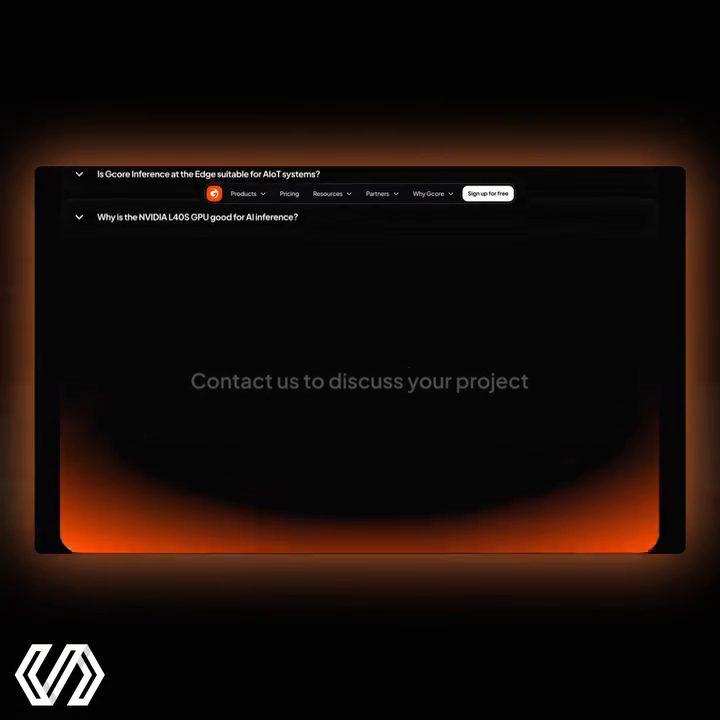 Is Gcore Inference at the Edge suitable for AIoT systems?
Products Pricing Resources Partners Why Gcore Sign up for free
Why is the NVIDIA L40S GPU good for AI inference?
Contact us to discuss your project